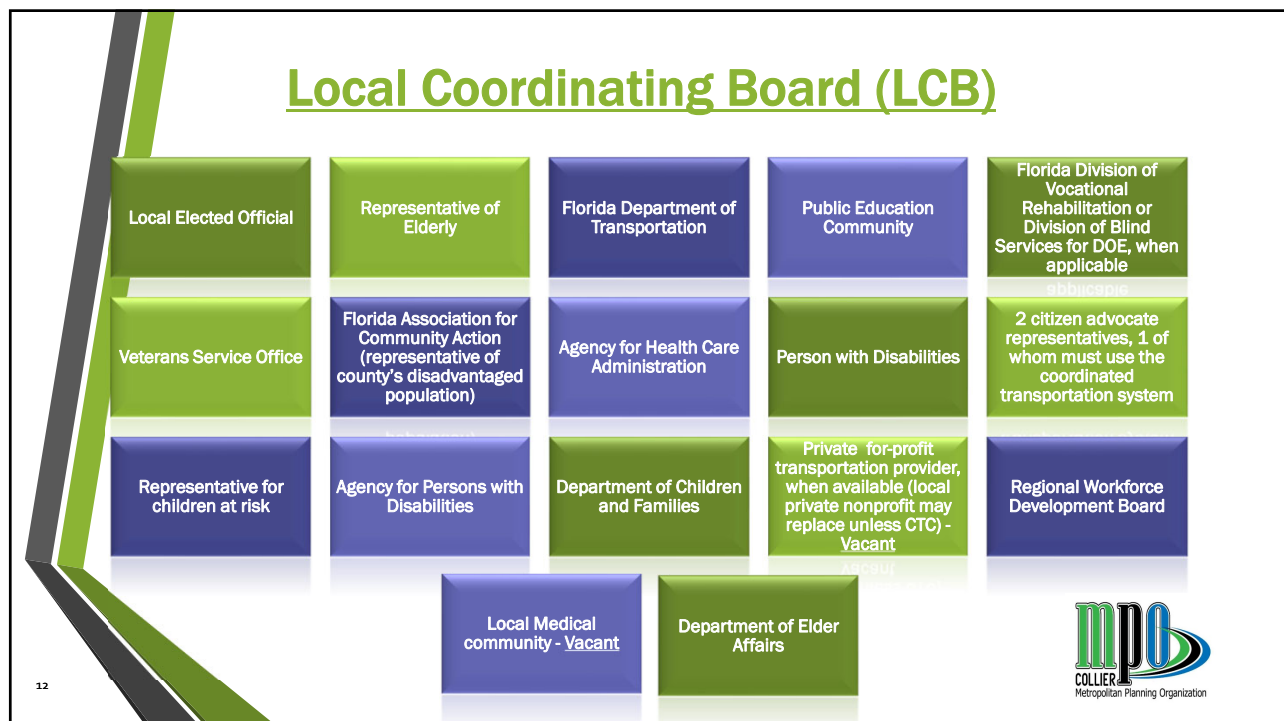 Local Coordinating Board (LCB)
Local Elected Official
Representative of
Elderly
Florida Department of
Transportation
Public Education
Community
Florida Division of
Vocational
Rehabilitation or
Division of Blind
Services for DOE, when
applicable
Veterans Service Office
Florida Association for
Community Action
(representative of
county's disadvantaged
population)
Agency for Health Care
Administration
Person with Disabilities
2 citizen advocate
representatives, 1 of
whom must use the
coordinated
transportation system
Representative for
children at risk
Agency for Persons with
Disabilities
Department of Children
and Families
Private for-profit
transportation provider,
when available (local
private nonprofit may
replace unless CTC) -
Vacant
Regional Workforce
Development Board
Local Medical
community - Vacant
Department of Elder
Affairs
12
mpo
COLLIER
Metropolitan Planning Organization